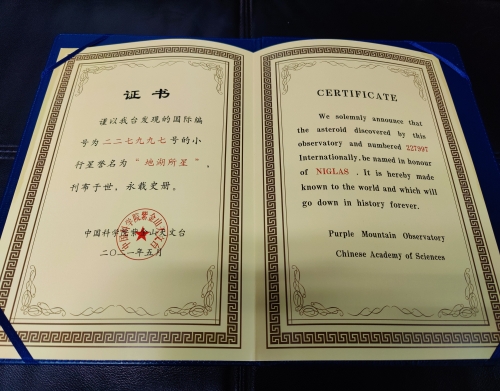 证书
谨以我台发现的国际编
号为二二七九九七号的小
行星誉名为“地湖所星”，
刊布于世，永载史册。
中国科学院紫金山天文台
二〇二一年五月
CERTIFICATE
We solemnly announce that
the asteroid discovered by this
observatory and numbered 227997
Internationally, be named in honour
of NIGLAS . It is hereby made
known to the world and which will
go down in history forever.
Purple Mountain Observatory
Chinese Academy of Sciences